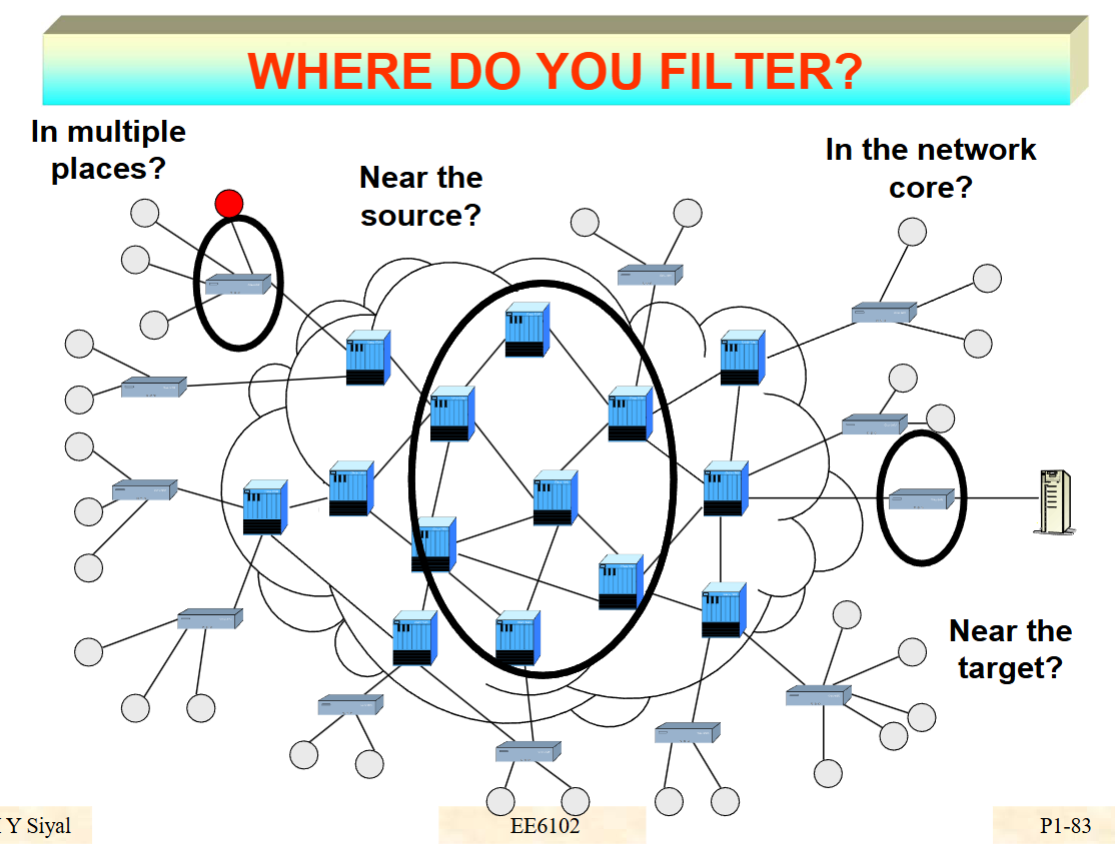 WHERE DO YOU FILTER?
In multiple
places?
Near the
source?
In the network
core?
Near the
target?
Y Siyal
EE6102
P1-83